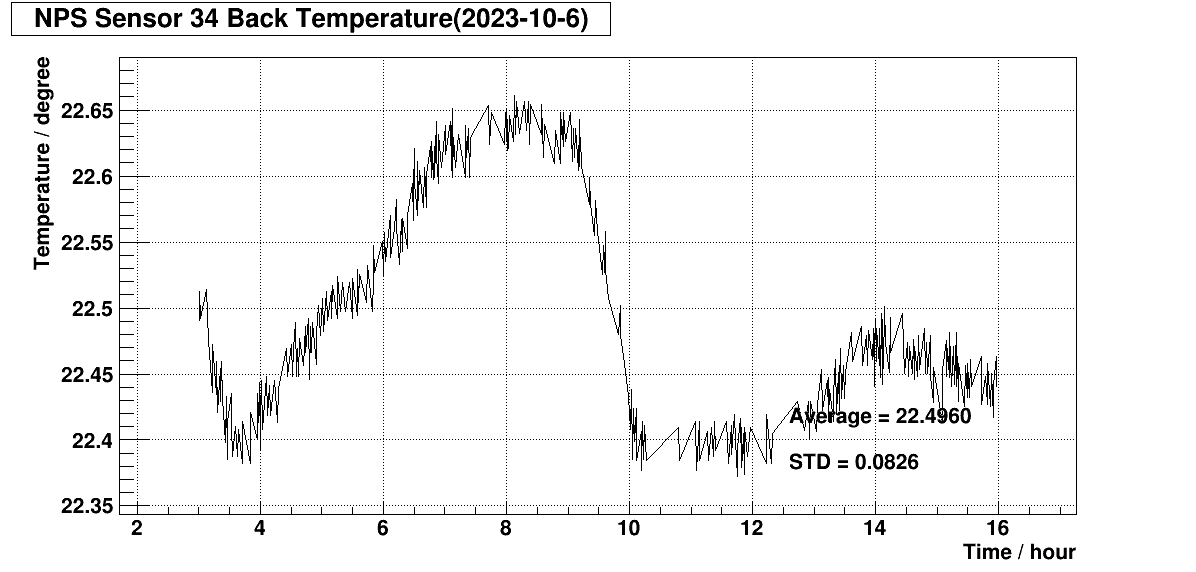 NPS Sensor 34 Back Temperature(2023-10-6)
Temperature / degree
22.65
22.6
22.55
22.5
22.45
22.4
22.35
Average = 22.4960
STD = 0.0826
2 4 6 8 10 12 14 16
Time / hour